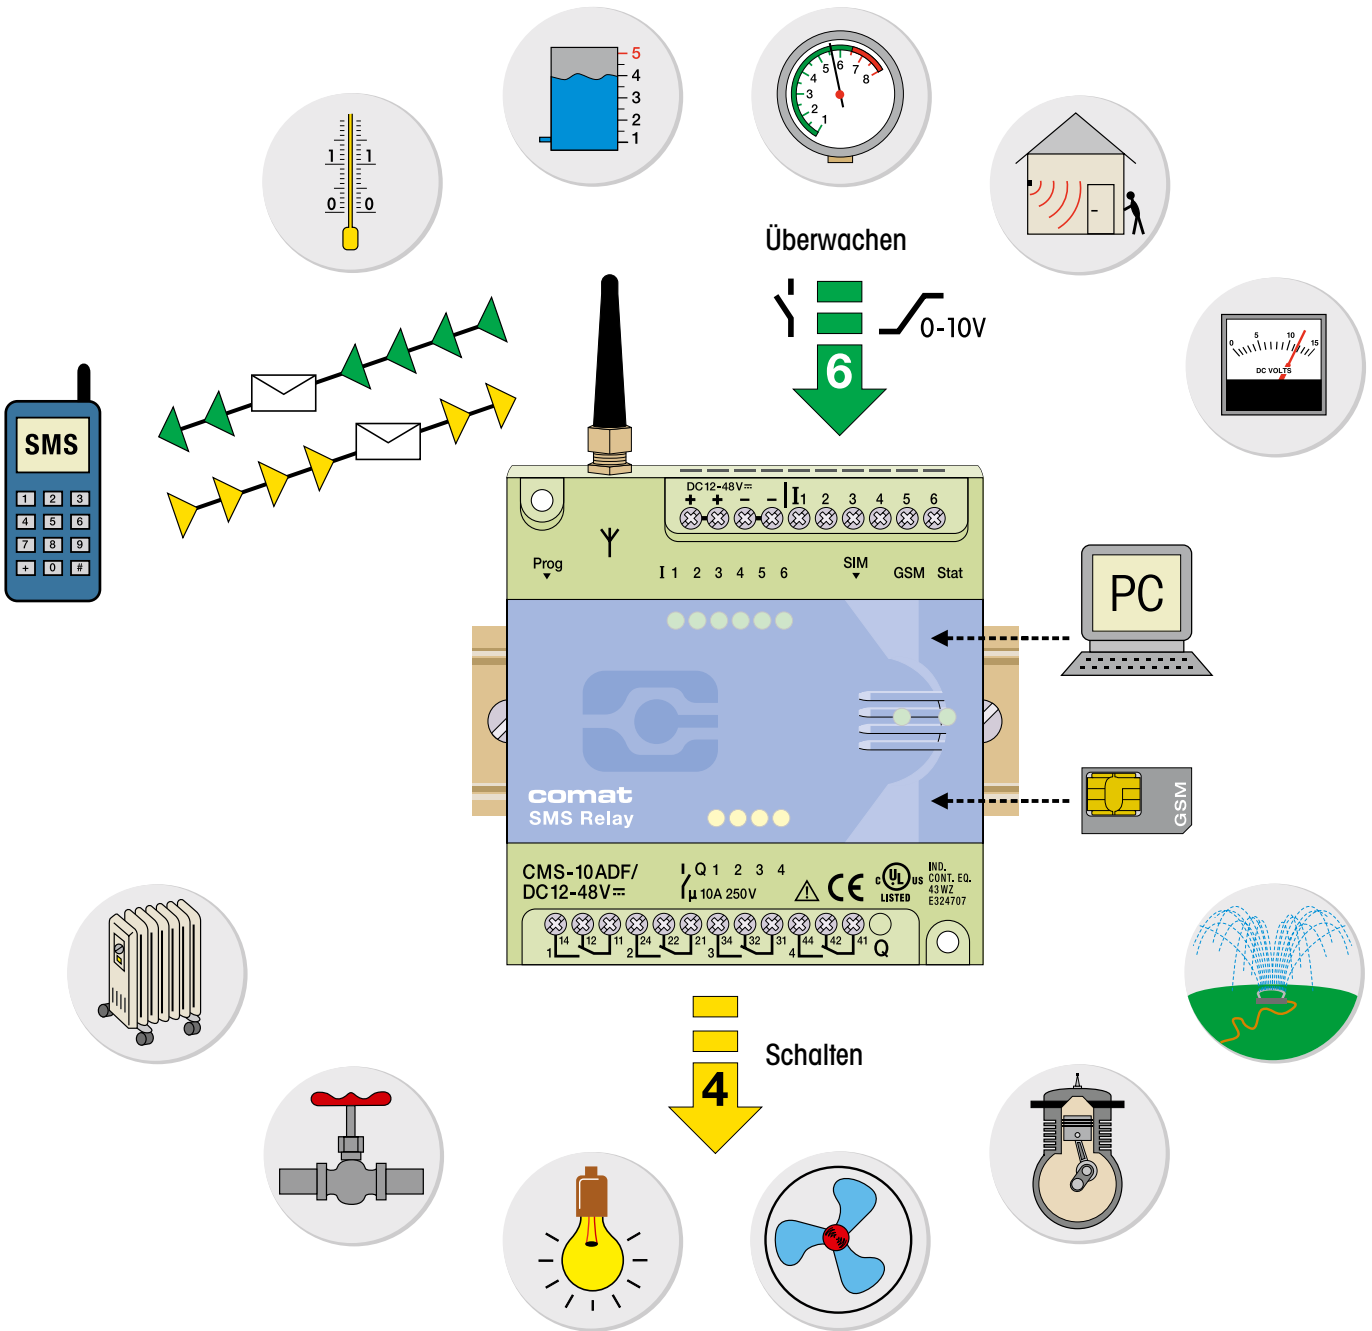 5
4
3
2
1
1 2 3 4 5 6 7 8
1 1
0 0
Überwachen
0-10V
6
0 5 10 15
DC VOLTS
SMS
1 2 3
4 5 6
7 8 9
+ 0 #
DC12-48V⎓
+ + − − I1 2 3 4 5 6
Prog
SIM
GSM Stat
I 1 2 3 4 5 6
PC
comat
SMS Relay
GSM
CMS-10ADF/
DC12-48V⎓
Q 1 2 3 4
µ 10A 250V
CE
c UL us
LISTED
IND.
CONT. EQ.
43WZ
E324707
14 12 11 24 22 21 34 32 31 44 42 41
1 2 3 4 Q
Schalten
4